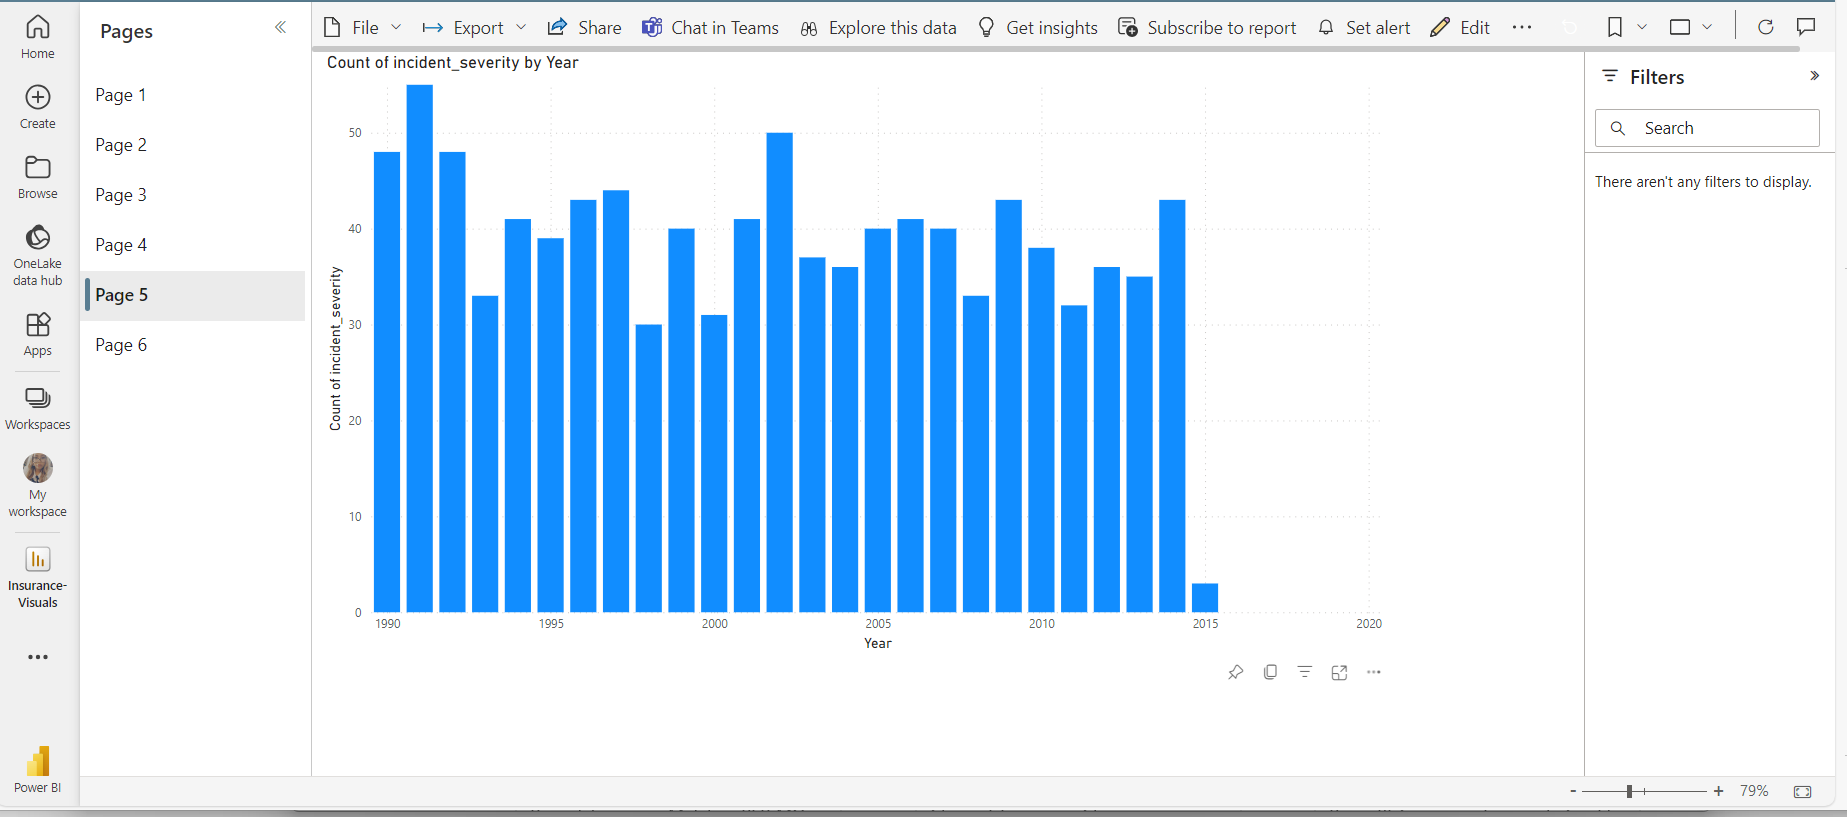 Home
Create
Browse
OneLake
data hub
Apps
Workspaces
My
workspace
Insurance-
Visuals
Power BI
Pages
Page 1
Page 2
Page 3
Page 4
Page 5
Page 6
File
Export
Share
Chat in Teams
Explore this data
Get insights
Subscribe to report
Set alert
Edit
Count of incident_severity by Year
Count of incident_severity
50
40
30
20
10
0
1990
1995
2000
2005
2010
2015
2020
Year
Filters
Search
There aren't any filters to display.
-
+
79%